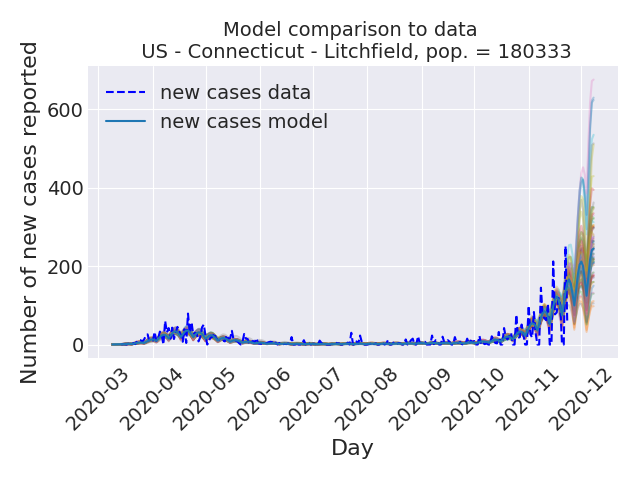 Model comparison to data
US - Connecticut - Litchfield, pop. = 180333
Number of new cases reported
600
400
200
0
new cases data
new cases model
2020-03
2020-04
2020-05
2020-06
2020-07
2020-08
2020-09
2020-10
2020-11
2020-12
Day